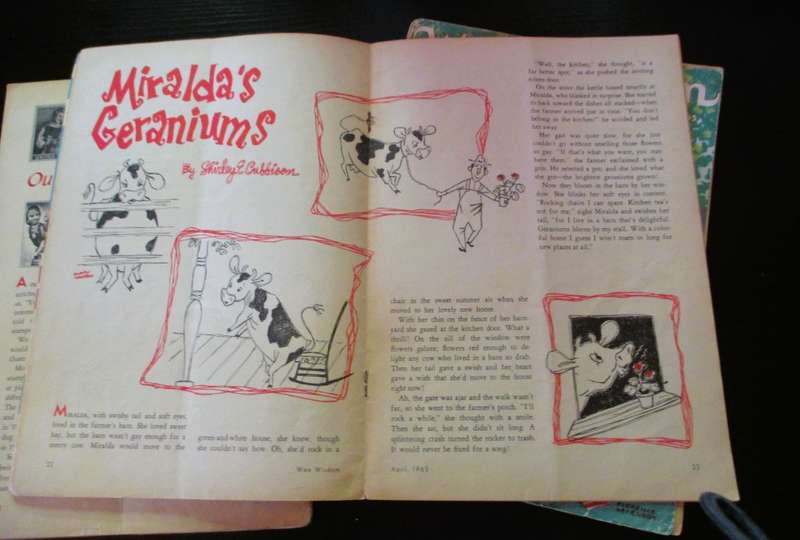 Miralda's
Geraniums
By Shirley E. Cubbison
MIRALDA, with swishy tail and soft eyes,
lived in the farmer's barn. She loved sweet
hay, but the barn wasn't gay enough for a
merry cow. Miralda would move to the
green-and-white house, she knew, though
she couldn't say how. Oh, she'd rock in a
22
Wee Wisdom
chair in the sweet summer air when she
moved to her lovely new home.
With her chin on the fence of her barn-
yard she gazed at the kitchen door. What a
thrill! On the sill of the window were
flowers galore; flowers red enough to de-
light any cow who lived in a barn so drab.
Then her tail gave a swish and her heart
gave a wish that she'd move to the house
right now!
Ah, the gate was ajar and the walk wasn't
far, so she went to the farmer's porch. "I'll
rock a while," she thought with a smile.
Then she sat, but she didn't sit long. A
splintering crash turned the rocker to trash.
It would never be fixed for a song!
"Well, the kitchen," she thought, "is a
far better spot," as she pushed the inviting
door.
On the stove the kettle hissed smartly at
Miralda, who blinked in surprise. She started
to back toward the dishes all stacked—when
the farmer arrived just in time. "You don't
belong in the kitchen," he scolded and led
her away
Her gait was quite slow, for she just
couldn't go without smelling those flowers
so gay. "If that's what you want, you may
have them," the farmer exclaimed with a
grin. He selected a pot, and she loved what
she got—the brightest geraniums grown!
Now they bloom in the barn by her win-
dow. She blinks her soft eyes in content.
"Rocking chairs I can spare. Kitchen tea's
not for me," sighs Miralda and swishes her
tail, "for I live in a barn that's delightful.
Geraniums bloom by my stall. With a color-
ful home I guess I won't roam or long for
new places at all."
April, 1963
23
Ou